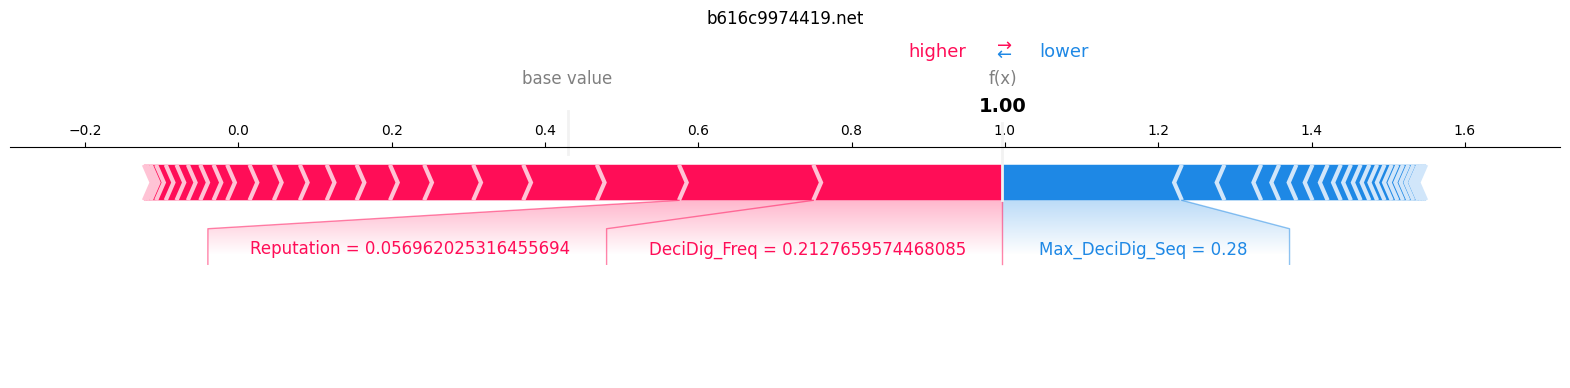 b616c9974419.net
higher → ← lower
base value f(x)
1.00
−0.2 0.0 0.2 0.4 0.6 0.8 1.0 1.2 1.4 1.6
Reputation = 0.056962025316455694 DeciDig_Freq = 0.2127659574468085 Max_DeciDig_Seq = 0.28